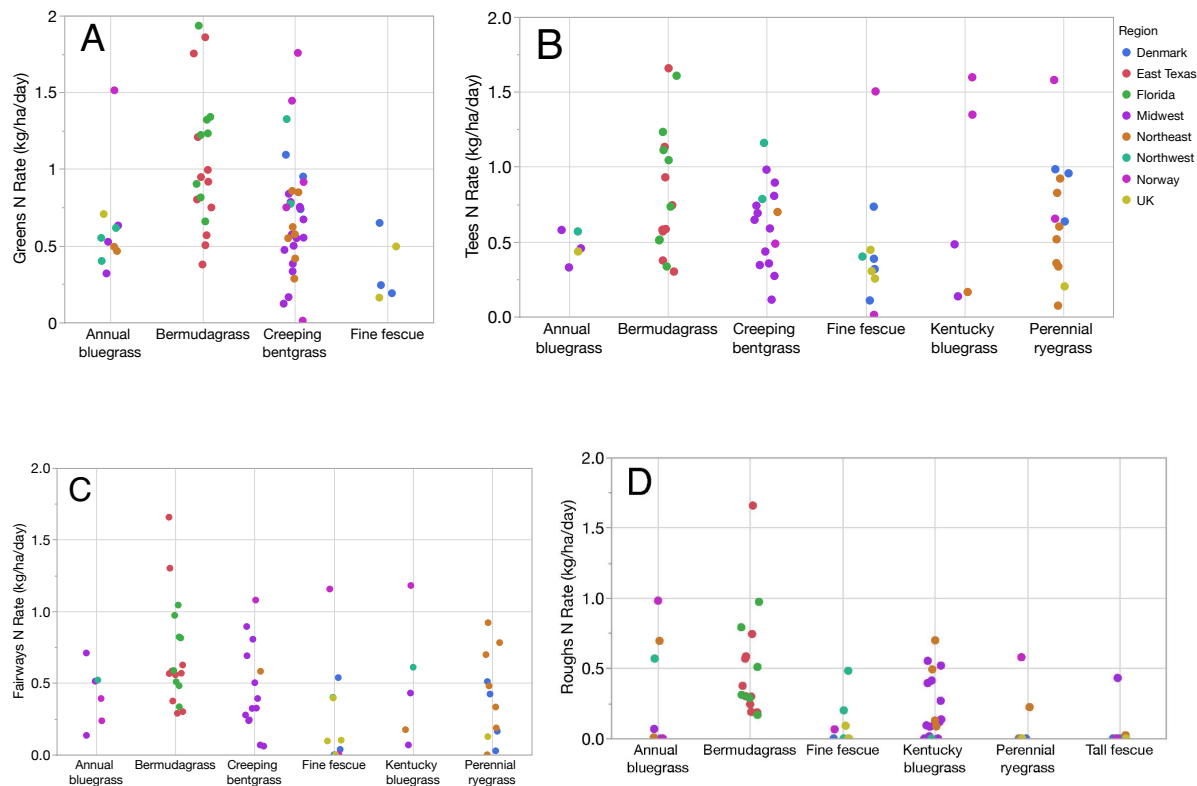 A
Greens N Rate (kg/ha/day)
2
1.5
1
0.5
0
Annual
bluegrass
Bermudagrass
Creeping
bentgrass
Fine fescue
B
Tees N Rate (kg/ha/day)
2.0
1.5
1.0
0.5
0.0
Annual
bluegrass
Bermudagrass
Creeping
bentgrass
Fine fescue
Kentucky
bluegrass
Perennial
ryegrass
Region
Denmark
East Texas
Florida
Midwest
Northeast
Northwest
Norway
UK
C
Fairways N Rate (kg/ha/day)
2.0
1.5
1.0
0.5
0.0
Annual
bluegrass
Bermudagrass
Creeping
bentgrass
Fine fescue
Kentucky
bluegrass
Perennial
ryegrass
D
Roughs N Rate (kg/ha/day)
2.0
1.5
1.0
0.5
0.0
Annual
bluegrass
Bermudagrass
Fine fescue
Kentucky
bluegrass
Perennial
ryegrass
Tall fescue